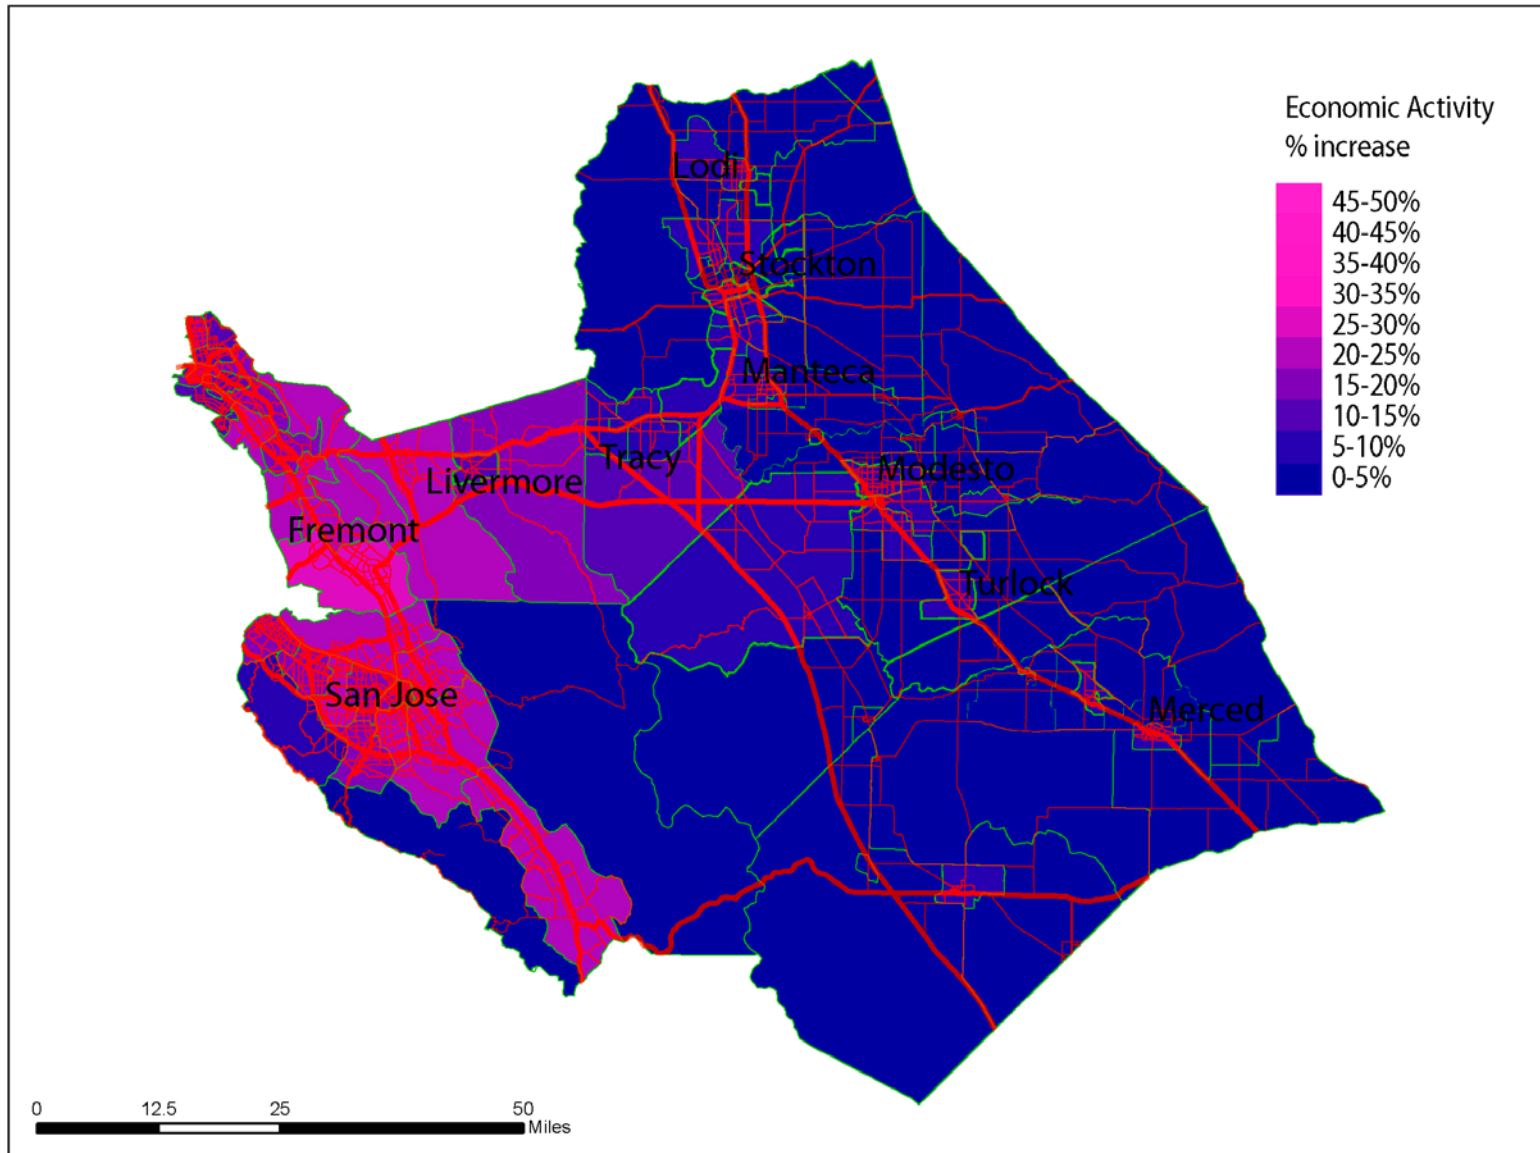 Economic Activity
% increase
45-50%
40-45%
35-40%
30-35%
25-30%
20-25%
15-20%
10-15%
5-10%
0-5%
Lodi
Stockton
Manteca
Tracy
Modesto
Livermore
Fremont
Turlock
San Jose
Merced
0 12.5 25 50
Miles